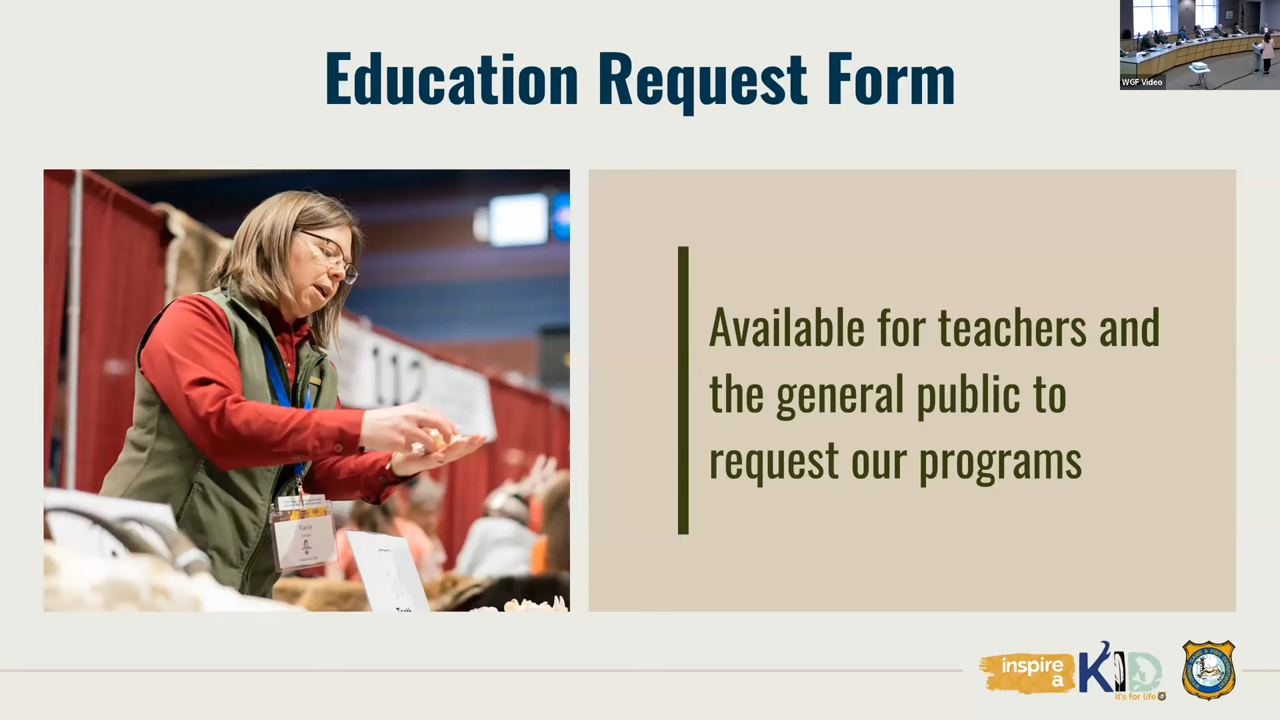 Education Request Form
WGF Video
Available for teachers and
the general public to
request our programs
112
Tara
Teeth
inspire
a
KID
it's for life